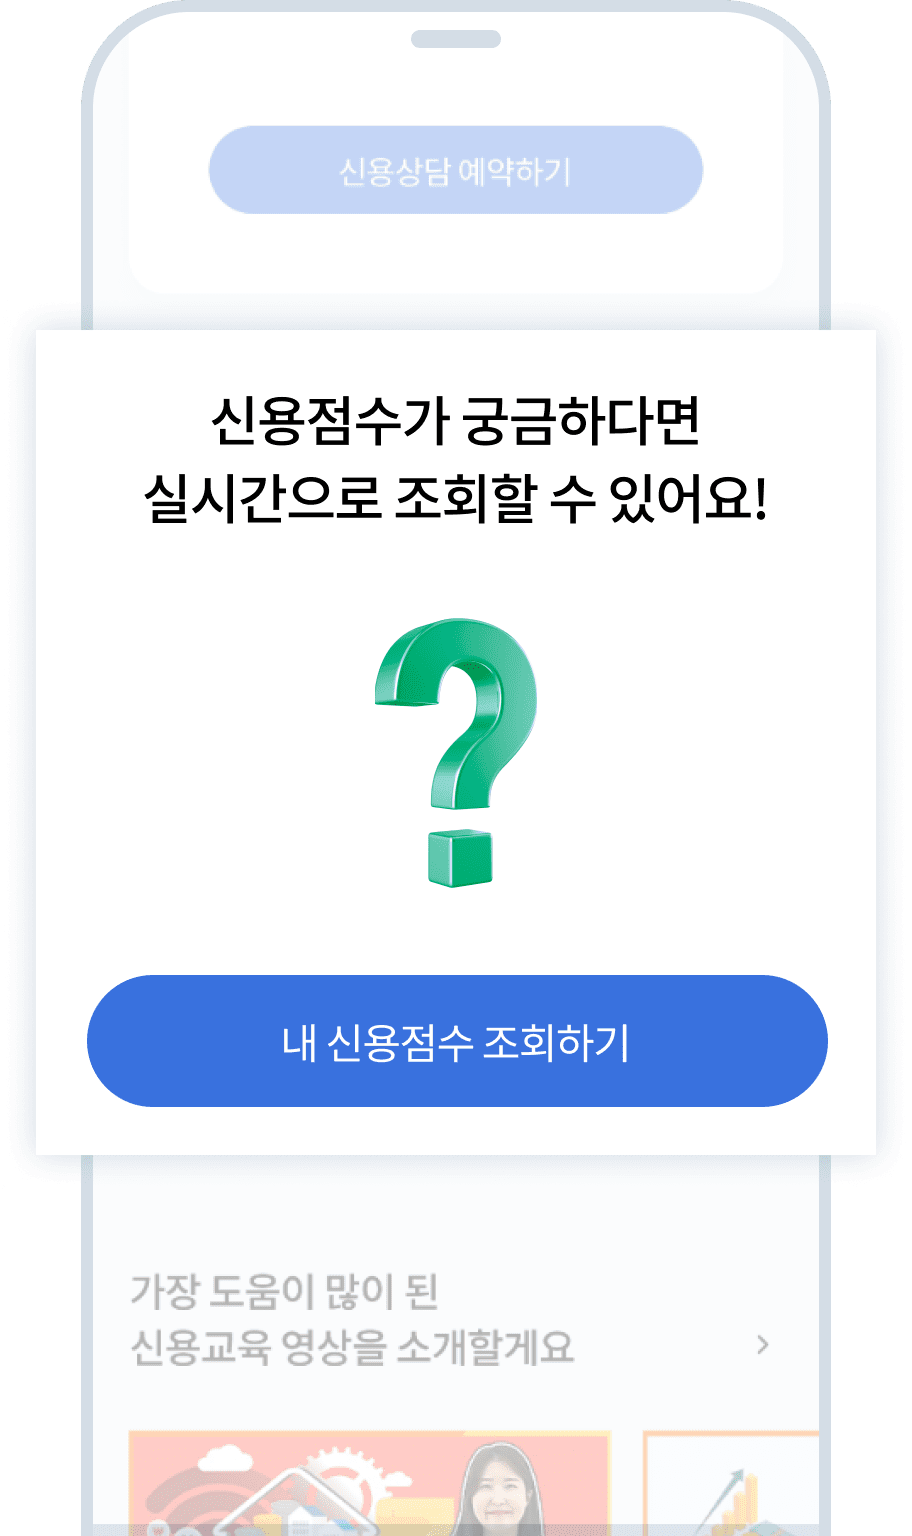 신용상담 예약하기
신용점수가 궁금하다면
실시간으로 조회할 수 있어요!
내 신용점수 조회하기
가장 도움이 많이 된
신용교육 영상을 소개할게요